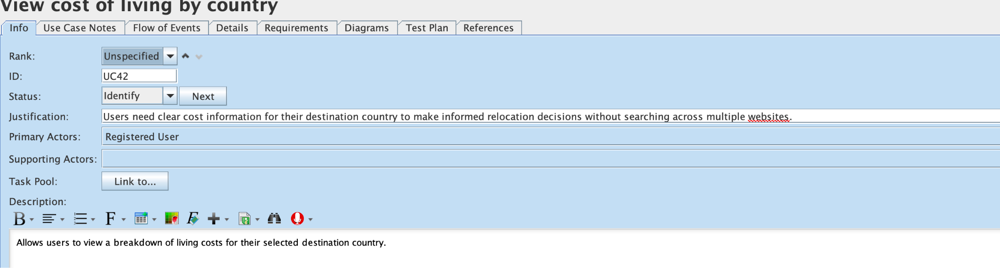 View cost of living by country
Info Use Case Notes Flow of Events Details Requirements Diagrams Test Plan References
Rank: Unspecified
ID: UC42
Status: Identify Next
Justification: Users need clear cost information for their destination country to make informed relocation decisions without searching across multiple websites.
Primary Actors: Registered User
Supporting Actors:
Task Pool: Link to...
Description:
B F F
Allows users to view a breakdown of living costs for their selected destination country.